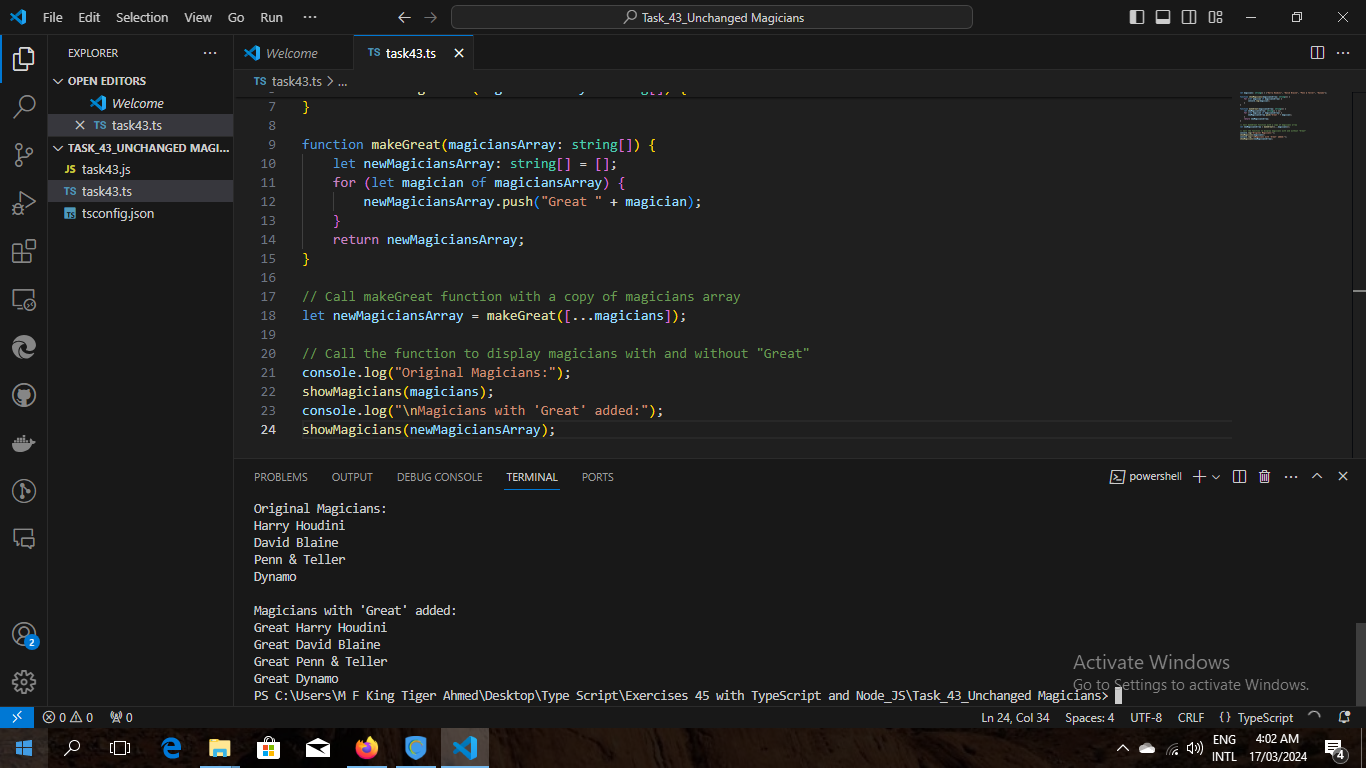 File Edit Selection View Go Run ··· Task_43_Unchanged Magicians
EXPLORER ···
OPEN EDITORS
Welcome
task43.ts
TASK_43_UNCHANGED MAGI...
JS task43.js
TS task43.ts
tsconfig.json
Welcome TS task43.ts
TS task43.ts > ...
7 }
8
9 function makeGreat(magiciansArray: string[]) {
10 let newMagiciansArray: string[] = [];
11 for (let magician of magiciansArray) {
12 newMagiciansArray.push("Great " + magician);
13 }
14 return newMagiciansArray;
15 }
16
17 // Call makeGreat function with a copy of magicians array
18 let newMagiciansArray = makeGreat([...magicians]);
19
20 // Call the function to display magicians with and without "Great"
21 console.log("Original Magicians:");
22 showMagicians(magicians);
23 console.log("\nMagicians with 'Great' added:");
24 showMagicians(newMagiciansArray);
PROBLEMS OUTPUT DEBUG CONSOLE TERMINAL PORTS powershell
Original Magicians:
Harry Houdini
David Blaine
Penn & Teller
Dynamo
Magicians with 'Great' added:
Great Harry Houdini
Great David Blaine
Great Penn & Teller
Great Dynamo
PS C:\Users\M F King Tiger Ahmed\Desktop\Type Script\Exercises 45 with TypeScript and Node_JS\Task_43_Unchanged Magicians>
Activate Windows
Go to Settings to activate Windows.
2
0 0 0 Ln 24, Col 34 Spaces: 4 UTF-8 CRLF {} TypeScript
ENG 4:02 AM
INTL 17/03/2024 4